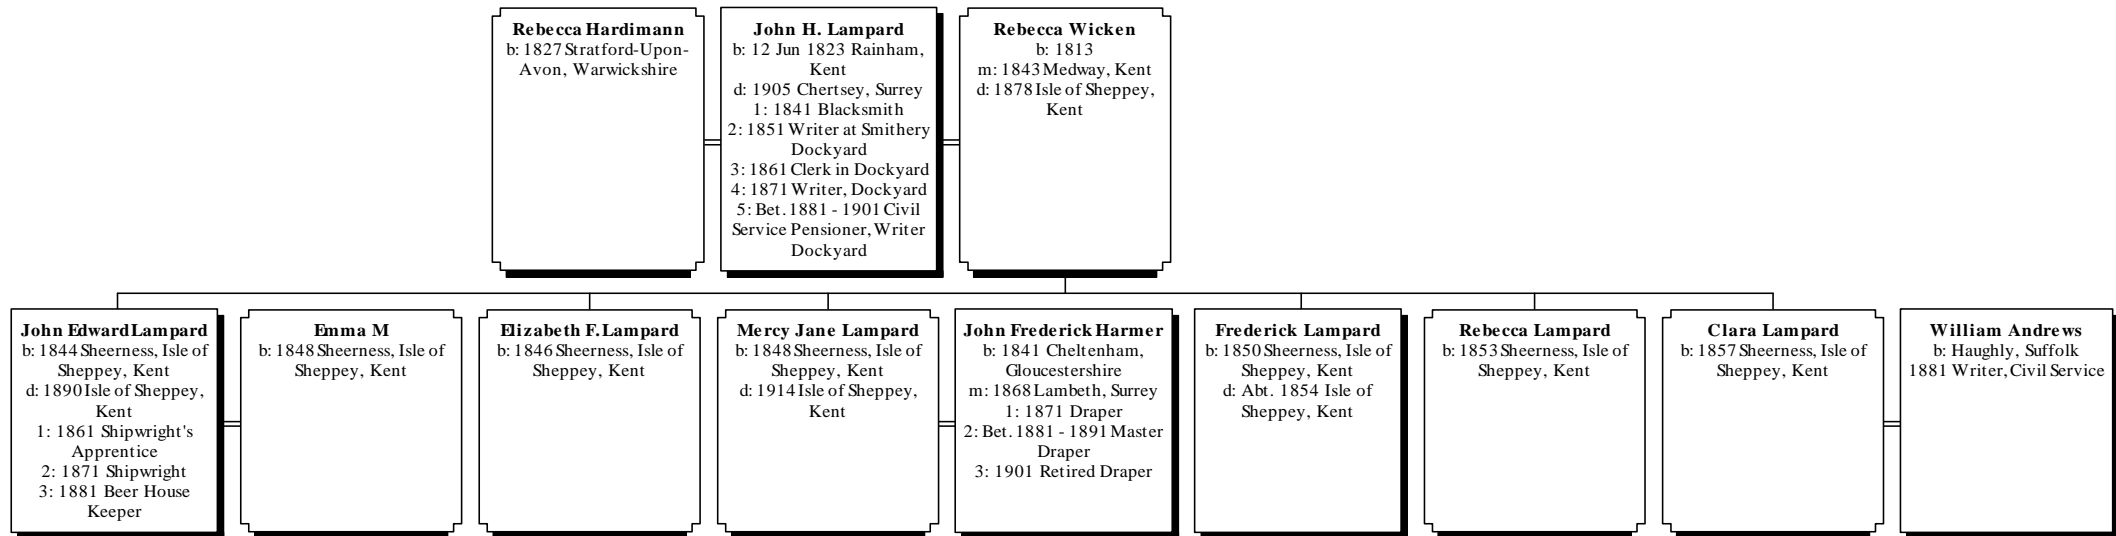 Rebecca Hardimann
b: 1827 Stratford-Upon-
Avon, Warwickshire
John H. Lampard
b: 12 Jun 1823 Rainham,
Kent
d: 1905 Chertsey, Surrey
1: 1841 Blacksmith
2: 1851 Writer at Smithery
Dockyard
3: 1861 Clerk in Dockyard
4: 1871 Writer, Dockyard
5: Bet. 1881 - 1901 Civil
Service Pensioner, Writer
Dockyard
Rebecca Wicken
b: 1813
m: 1843 Medway, Kent
d: 1878 Isle of Sheppey,
Kent
John Edward Lampard
b: 1844 Sheerness, Isle of
Sheppey, Kent
d: 1890 Isle of Sheppey,
Kent
1: 1861 Shipwright's
Apprentice
2: 1871 Shipwright
3: 1881 Beer House
Keeper
Emma M
b: 1848 Sheerness, Isle of
Sheppey, Kent
Elizabeth F. Lampard
b: 1846 Sheerness, Isle of
Sheppey, Kent
Mercy Jane Lampard
b: 1848 Sheerness, Isle of
Sheppey, Kent
d: 1914 Isle of Sheppey,
Kent
John Frederick Harmer
b: 1841 Cheltenham,
Gloucestershire
m: 1868 Lambeth, Surrey
1: 1871 Draper
2: Bet. 1881 - 1891 Master
Draper
3: 1901 Retired Draper
Frederick Lampard
b: 1850 Sheerness, Isle of
Sheppey, Kent
d: Abt. 1854 Isle of
Sheppey, Kent
Rebecca Lampard
b: 1853 Sheerness, Isle of
Sheppey, Kent
Clara Lampard
b: 1857 Sheerness, Isle of
Sheppey, Kent
William Andrews
b: Haughly, Suffolk
1881 Writer, Civil Service